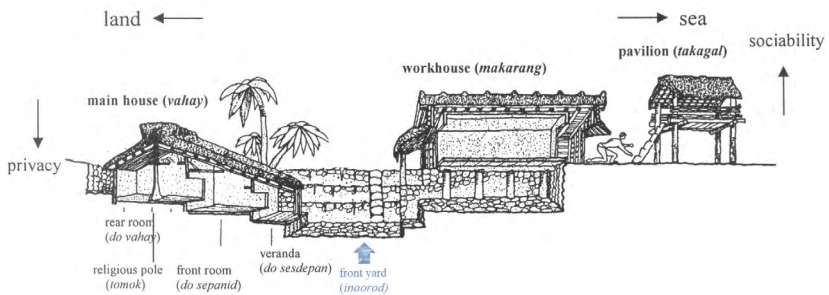 land
sea
sociability
pavilion (takagal)
workhouse (makarang)
main house (vahay)
privacy
rear room
(do vahay)
religious pole
(tomok)
front room
(do sepanid)
veranda
(do sesdepan)
front yard
(inaorod)